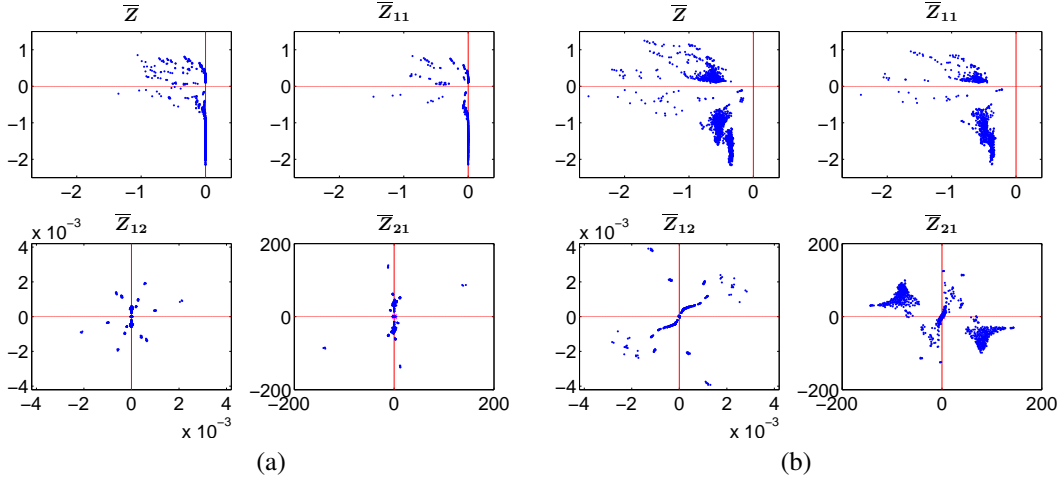 Z̅ Z̅₁₁ Z̅ Z̅₁₁
1 1 1 1
0 0 0 0
−1 −1 −1 −1
−2 −2 −2 −2
−2 −1 0 −2 −1 0 −2 −1 0 −2 −1 0
x 10⁻³ Z̅₁₂ Z̅₂₁ x 10⁻³ Z̅₁₂ Z̅₂₁
4 200 4 200
2 2
0 0 0 0
−2 −2
−4 −200 −4 −200
−4 −2 0 2 4 −200 0 200 −4 −2 0 2 4 −200 0 200
x 10⁻³ x 10⁻³
(a) (b)